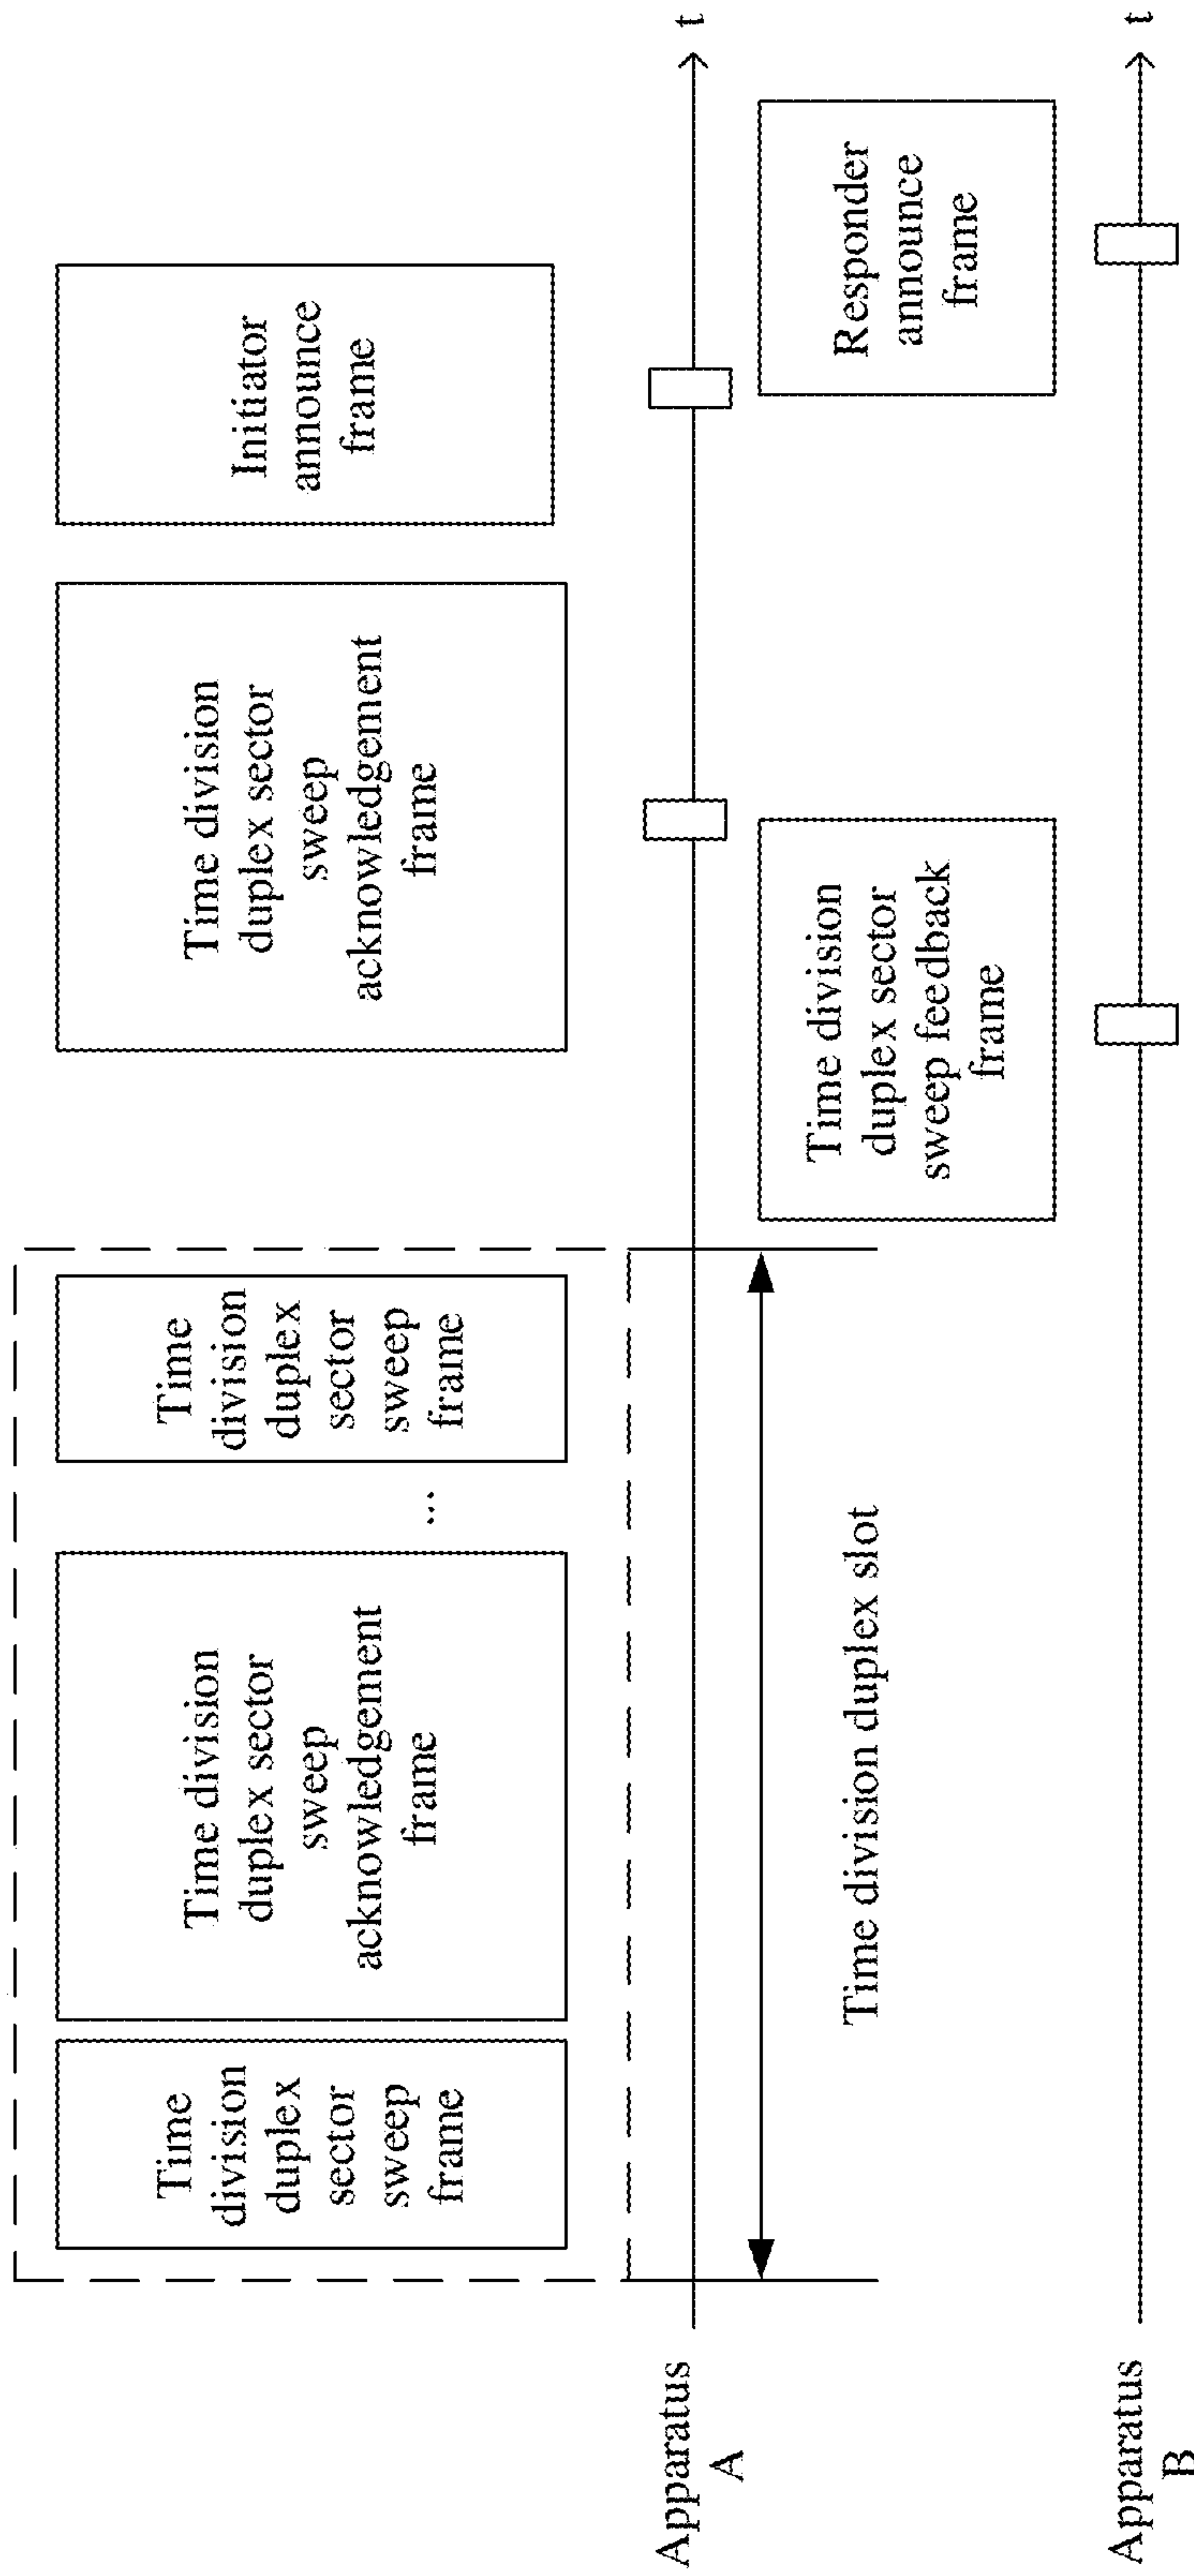 Time
division
duplex
sector
sweep
frame
Time division
duplex sector
sweep
acknowledgement
frame
...
Time
division
duplex
sector
sweep
frame
Time division
duplex sector
sweep
acknowledgement
frame
Initiator
announce
frame
Apparatus
A
t
Time division duplex slot
Time division
duplex sector
sweep feedback
frame
Responder
announce
frame
Apparatus
B
t